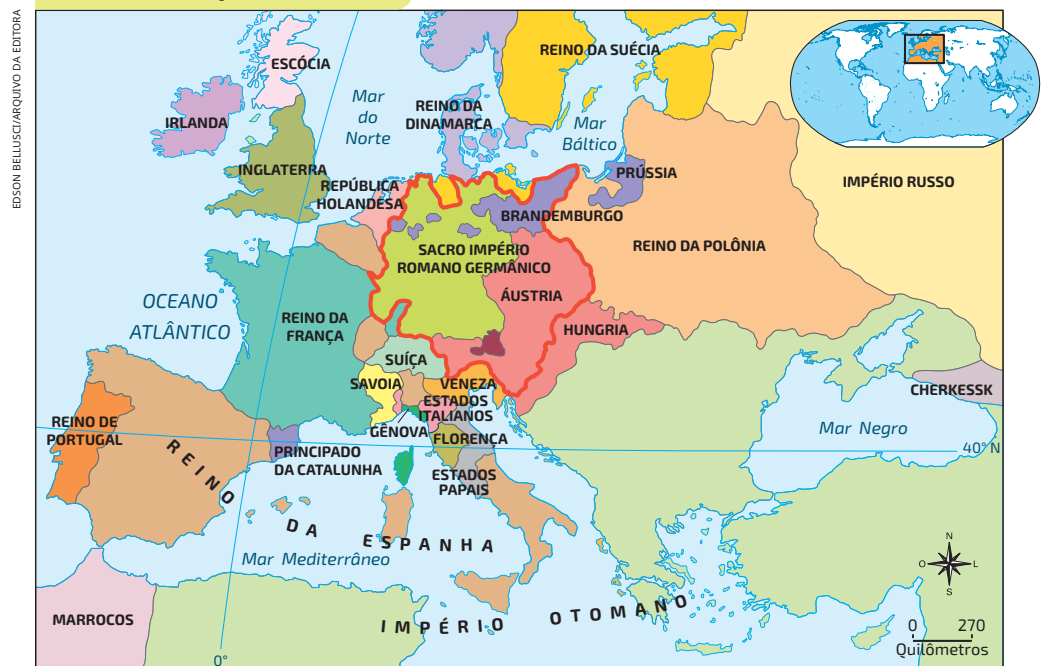 EDSON BELLUSCI/ARQUIVO DA EDITORA
ESCÓCIA
IRLANDA
INGLATERRA
Mar
do
Norte
REINO DA
DINAMARCA
REINO DA SUÉCIA
Mar
Báltico
REPÚBLICA
HOLANDESA
PRÚSSIA
BRANDEMBURGO
IMPÉRIO RUSSO
REINO DA POLÔNIA
SACRO IMPÉRIO
ROMANO GERMÂNICO
ÁUSTRIA
HUNGRIA
OCEANO
ATLÂNTICO
REINO DA
FRANÇA
SUÍÇA
SAVOIA
VENEZA
ESTADOS
ITALIANOS
GÊNOVA
FLORENÇA
ESTADOS
PAPAIS
CHERKESSK
Mar Negro
40° N
REINO DE
PORTUGAL
PRINCIPADO
DA CATALUNHA
REINO DA ESPANHA
Mar Mediterrâneo
MARROCOS
IMPÉRIO OTOMANO
N
O
L
S
0 270
Quilômetros
0°